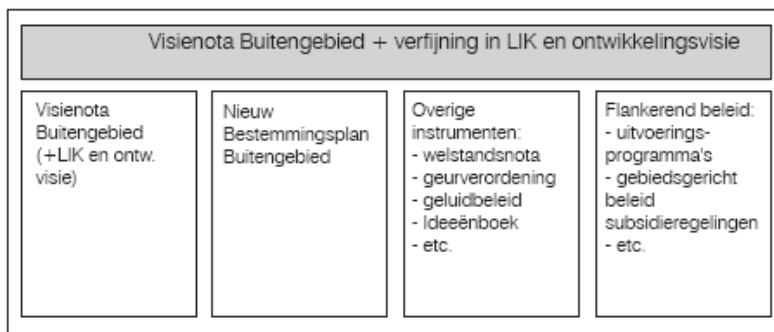 Visienota Buitengebied + verfijning in LIK en ontwikkelingsvisie
Visienota
Buitengebied
(+LIK en ontw.
visie)
Nieuw
Bestemmingsplan
Buitengebied
Overige
instrumenten:
- welstandsnota
- geurverordening
- geluidbeleid
- Ideeënboek
- etc.
Flankerend beleid:
- uitvoerings-
programma's
- gebiedsgericht
beleid
subsidieregelingen
- etc.